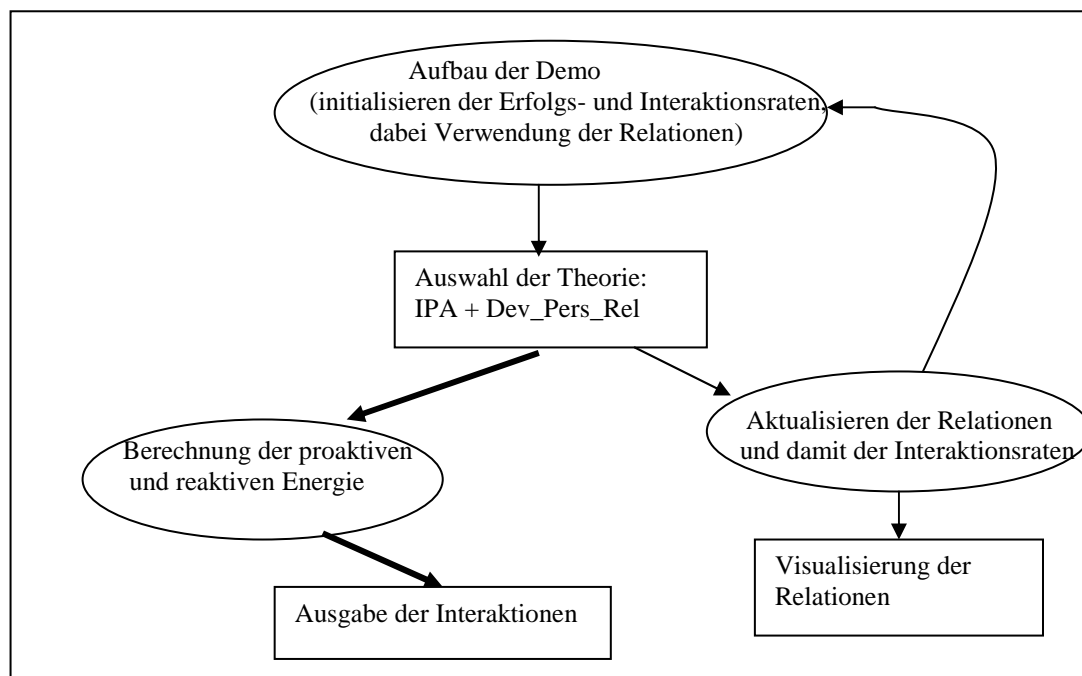 Aufbau der Demo
(initialisieren der Erfolgs- und Interaktionsraten,
dabei Verwendung der Relationen)
Auswahl der Theorie:
IPA + Dev_Pers_Rel
Berechnung der proaktiven
und reaktiven Energie
Aktualisieren der Relationen
und damit der Interaktionsraten
Ausgabe der Interaktionen
Visualisierung der
Relationen